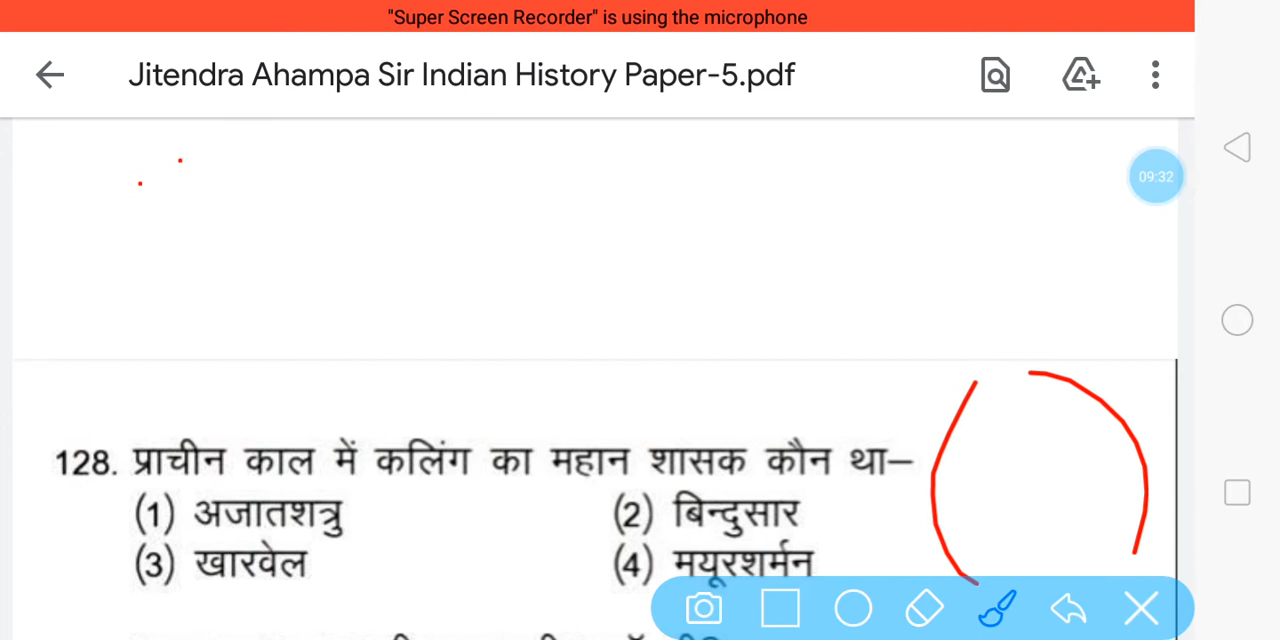 "Super Screen Recorder" is using the microphone
Jitendra Ahampa Sir Indian History Paper-5.pdf
09:32
128. प्राचीन काल में कलिंग का महान शासक कौन था–
(1) अजातशत्रु (2) बिन्दुसार
(3) खारवेल (4) मयूरशर्मन